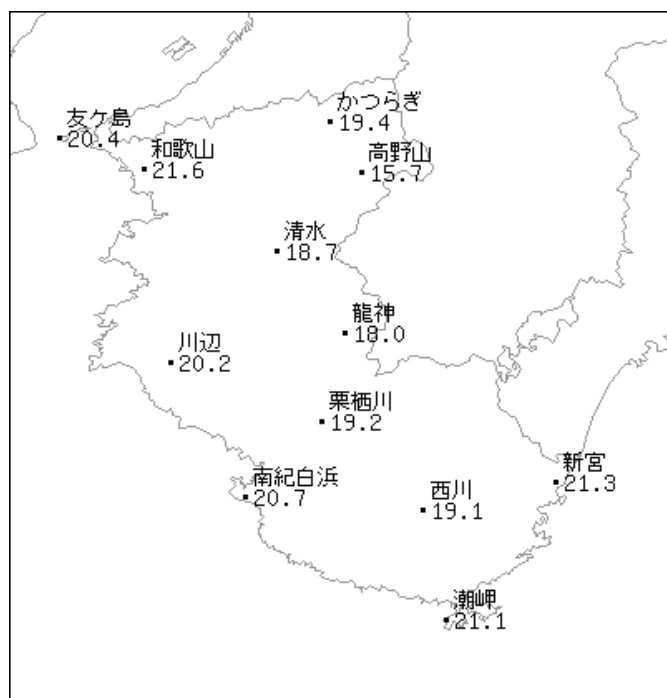 かつらぎ
19.4
友ケ島
20.4
和歌山
21.6
高野山
15.7
清水
18.7
龍神
18.0
川辺
20.2
栗栖川
19.2
新宮
21.3
南紀白浜
20.7
西川
19.1
潮岬
21.1